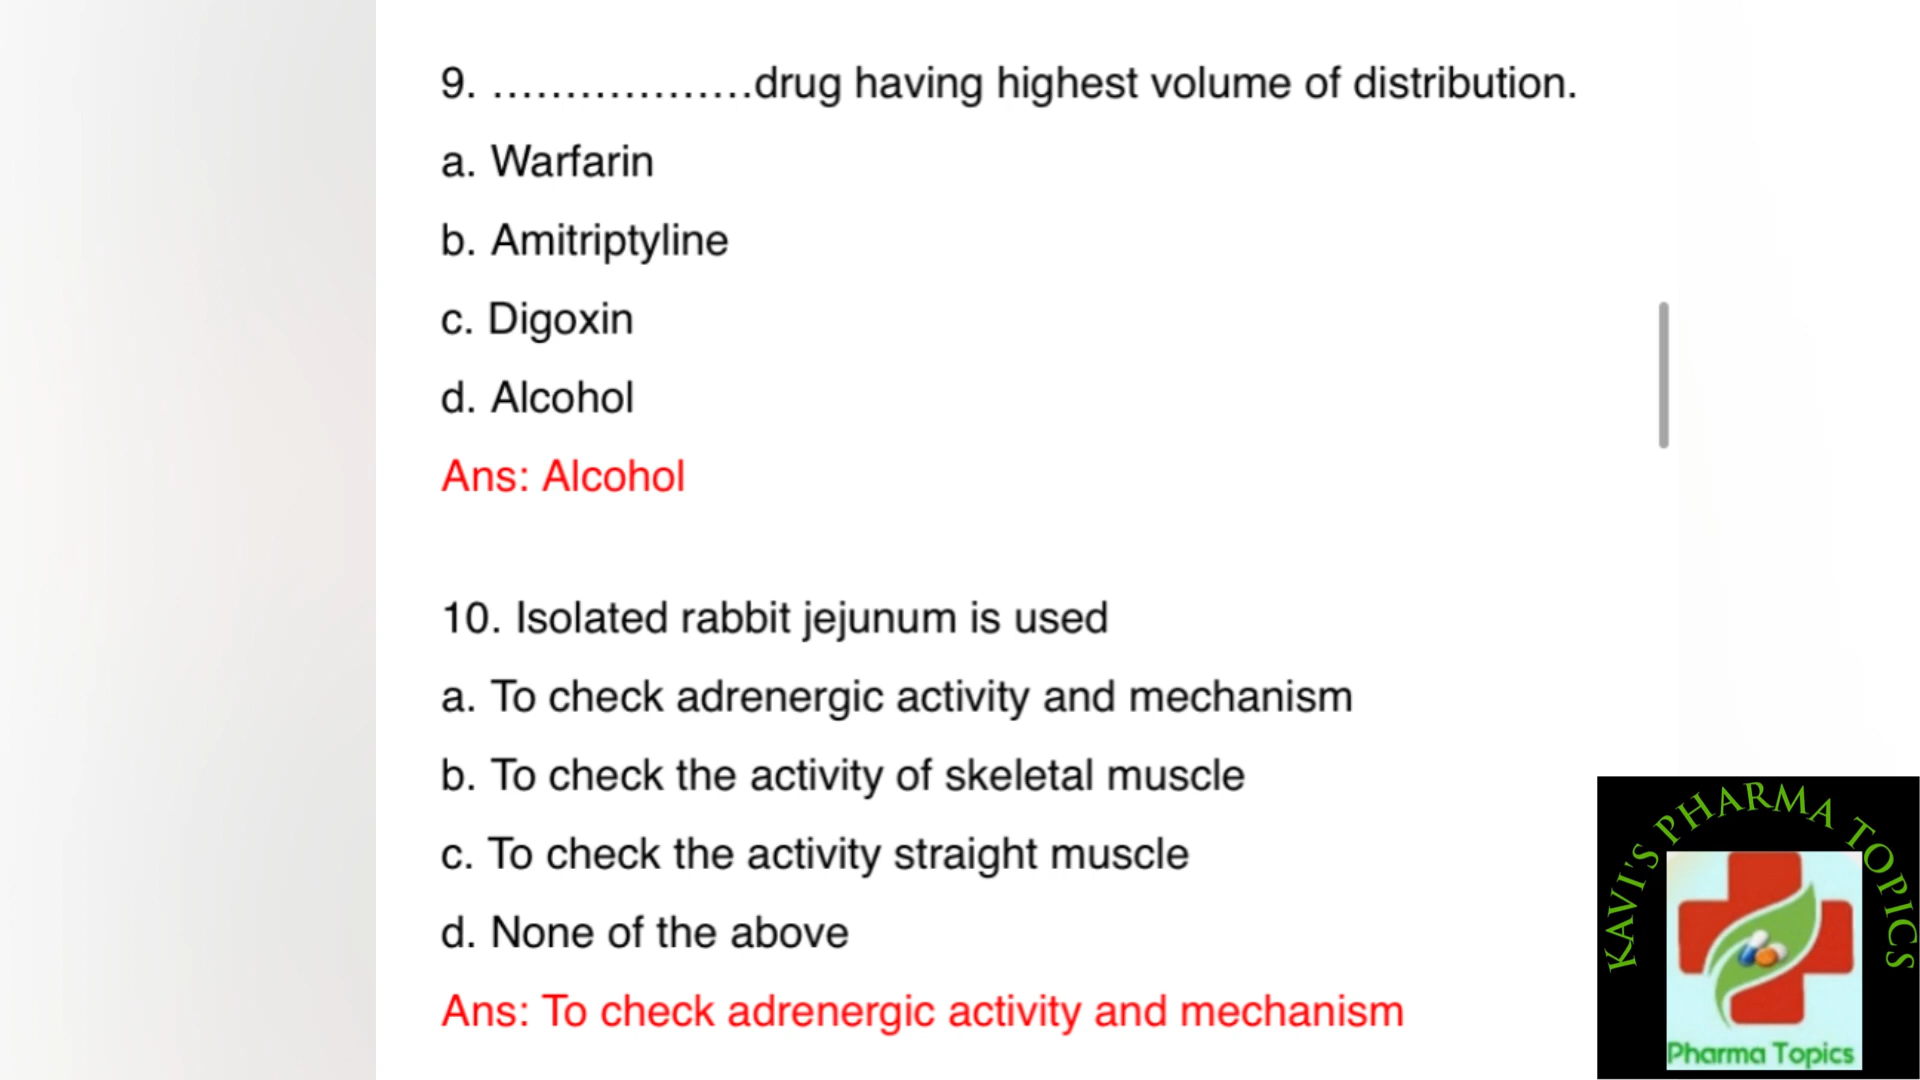 9. ..................drug having highest volume of distribution.
a. Warfarin
b. Amitriptyline
c. Digoxin
d. Alcohol
Ans: Alcohol
10. Isolated rabbit jejunum is used
a. To check adrenergic activity and mechanism
b. To check the activity of skeletal muscle
c. To check the activity straight muscle
d. None of the above
Ans: To check adrenergic activity and mechanism
KAVI'S PHARMA TOPICS
Pharma Topics